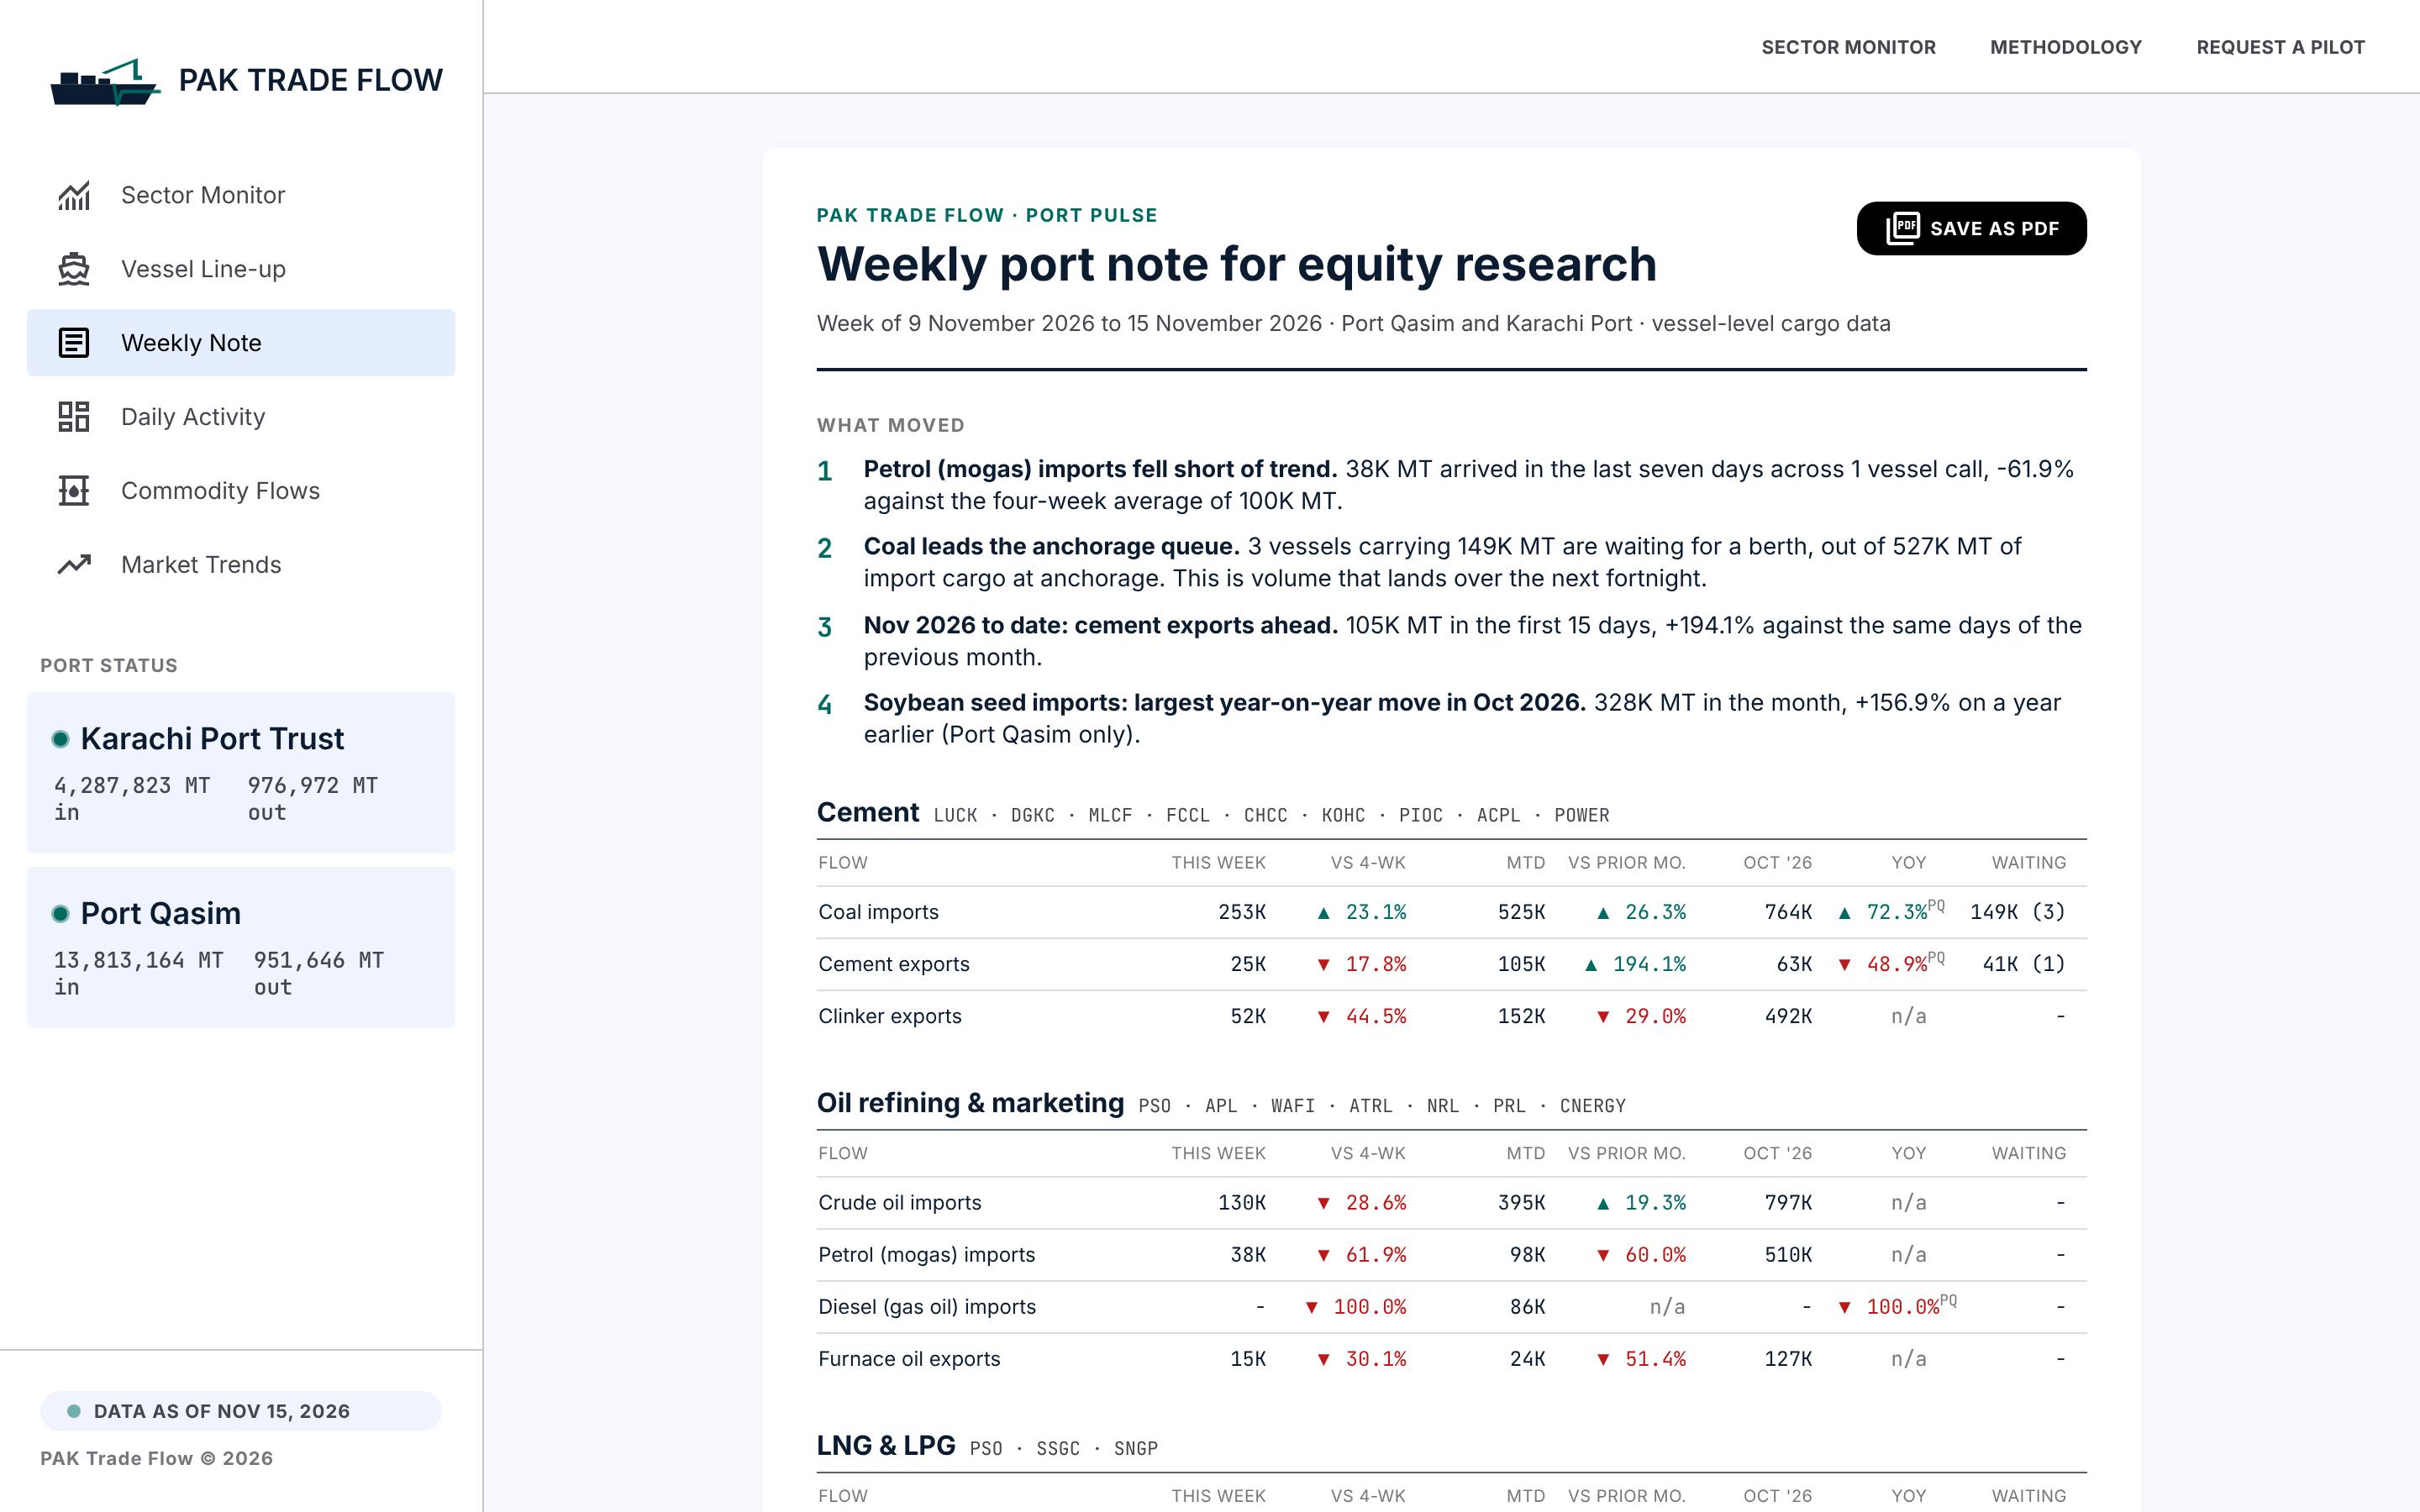 PAK TRADE FLOW
Sector Monitor
Vessel Line-up
Weekly Note
Daily Activity
Commodity Flows
Market Trends
PORT STATUS
Karachi Port Trust
4,287,823 MT in 976,972 MT out
Port Qasim
13,813,164 MT in 951,646 MT out
DATA AS OF NOV 15, 2026
PAK Trade Flow © 2026
SECTOR MONITOR METHODOLOGY REQUEST A PILOT
PAK TRADE FLOW · PORT PULSE
PDF SAVE AS PDF
Weekly port note for equity research
Week of 9 November 2026 to 15 November 2026 · Port Qasim and Karachi Port · vessel-level cargo data
WHAT MOVED
1 Petrol (mogas) imports fell short of trend. 38K MT arrived in the last seven days across 1 vessel call, -61.9%
against the four-week average of 100K MT.
2 Coal leads the anchorage queue. 3 vessels carrying 149K MT are waiting for a berth, out of 527K MT of
import cargo at anchorage. This is volume that lands over the next fortnight.
3 Nov 2026 to date: cement exports ahead. 105K MT in the first 15 days, +194.1% against the same days of the
previous month.
4 Soybean seed imports: largest year-on-year move in Oct 2026. 328K MT in the month, +156.9% on a year
earlier (Port Qasim only).
Cement LUCK · DGKC · MLCF · FCCL · CHCC · KOHC · PIOC · ACPL · POWER
FLOW THIS WEEK VS 4-WK MTD VS PRIOR MO. OCT '26 YOY WAITING
Coal imports 253K ▲ 23.1% 525K ▲ 26.3% 764K ▲ 72.3%PQ 149K (3)
Cement exports 25K ▼ 17.8% 105K ▲ 194.1% 63K ▼ 48.9%PQ 41K (1)
Clinker exports 52K ▼ 44.5% 152K ▼ 29.0% 492K n/a -
Oil refining & marketing PSO · APL · WAFI · ATRL · NRL · PRL · CNERGY
FLOW THIS WEEK VS 4-WK MTD VS PRIOR MO. OCT '26 YOY WAITING
Crude oil imports 130K ▼ 28.6% 395K ▲ 19.3% 797K n/a -
Petrol (mogas) imports 38K ▼ 61.9% 98K ▼ 60.0% 510K n/a -
Diesel (gas oil) imports - ▼ 100.0% 86K n/a - ▼ 100.0%PQ -
Furnace oil exports 15K ▼ 30.1% 24K ▼ 51.4% 127K n/a -
LNG & LPG PSO · SSGC · SNGP
FLOW THIS WEEK VS 4-WK MTD VS PRIOR MO. OCT '26 YOY WAITING